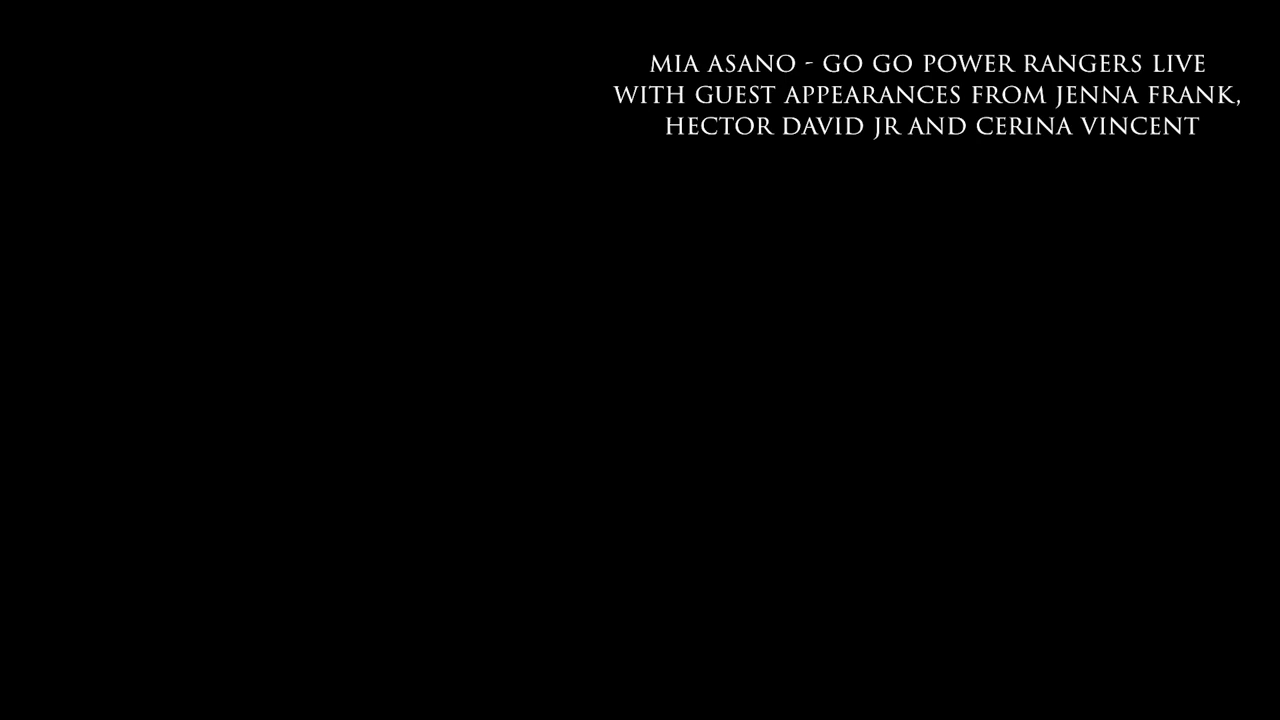 MIA ASANO - GO GO POWER RANGERS LIVE
WITH GUEST APPEARANCES FROM JENNA FRANK,
HECTOR DAVID JR AND CERINA VINCENT